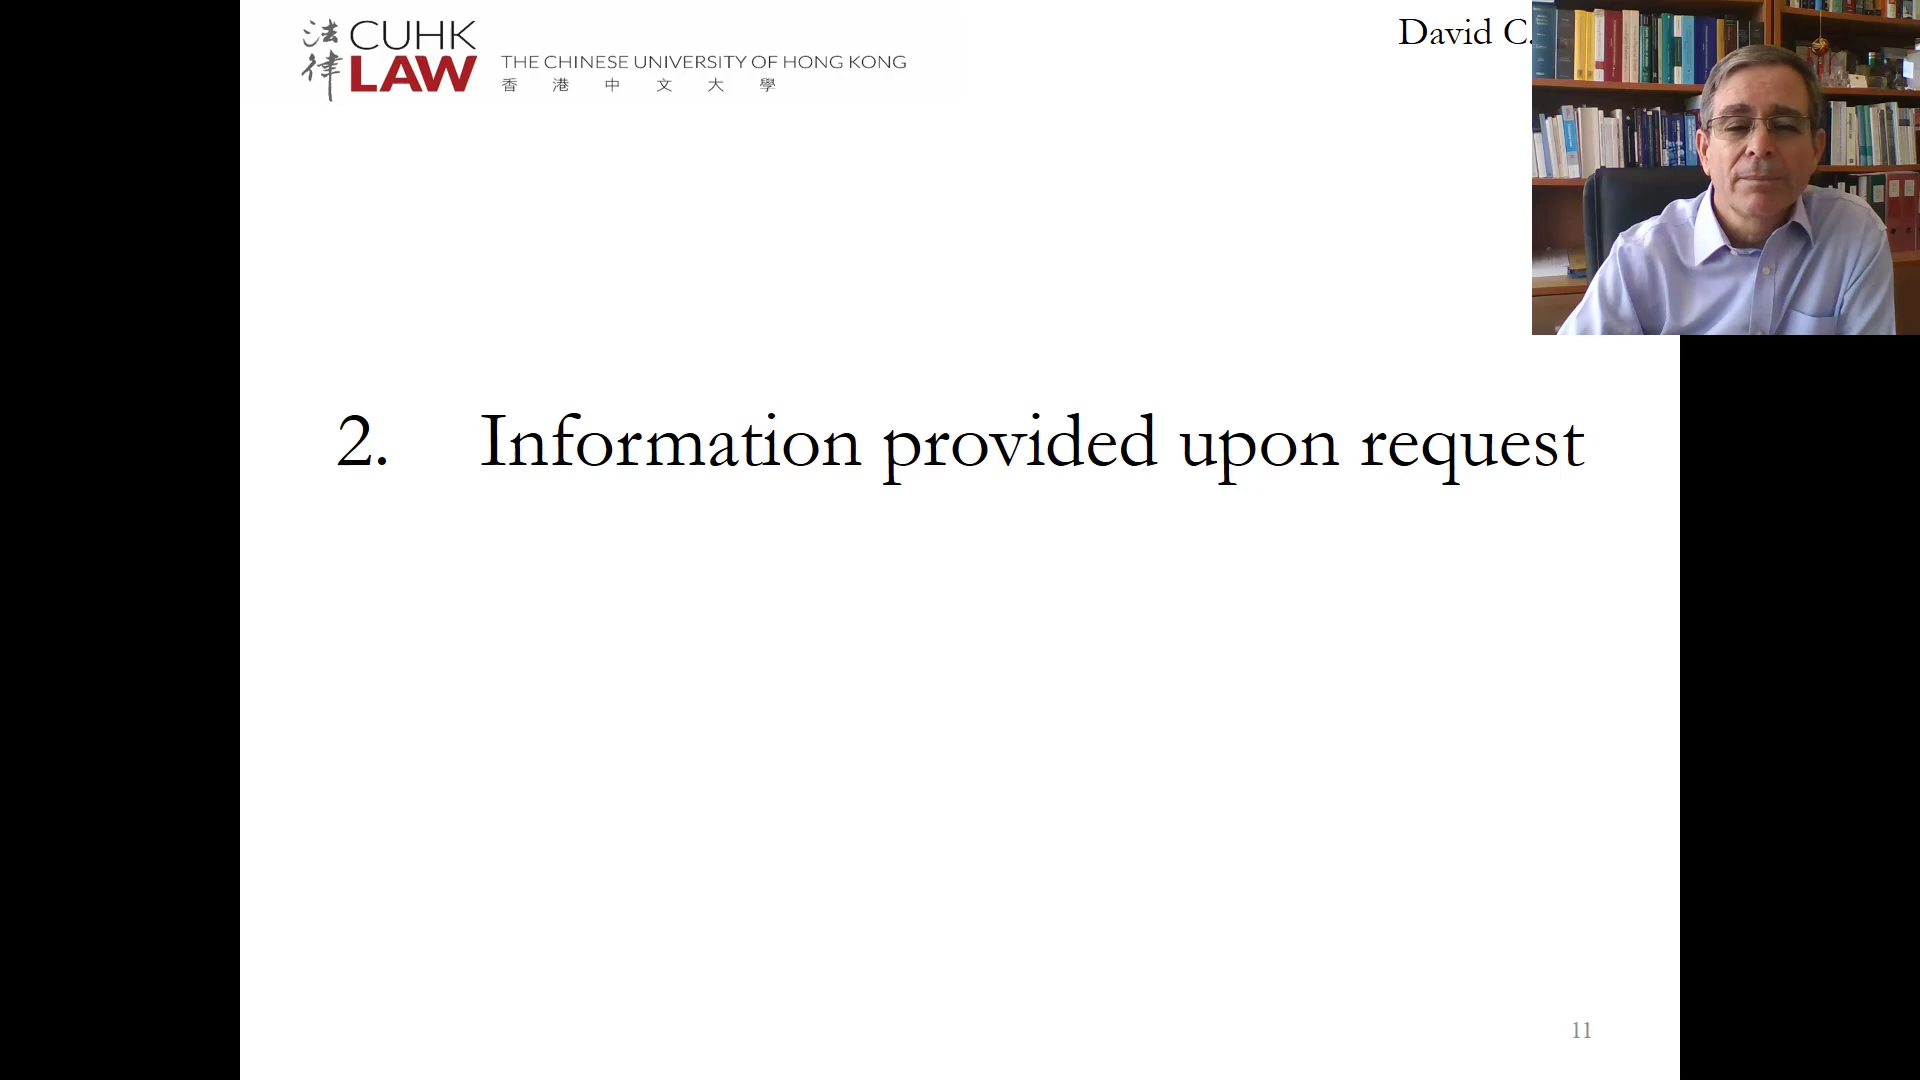 法律
CUHK
LAW
THE CHINESE UNIVERSITY OF HONG KONG
香港中文大學
David C.
2. Information provided upon request
11